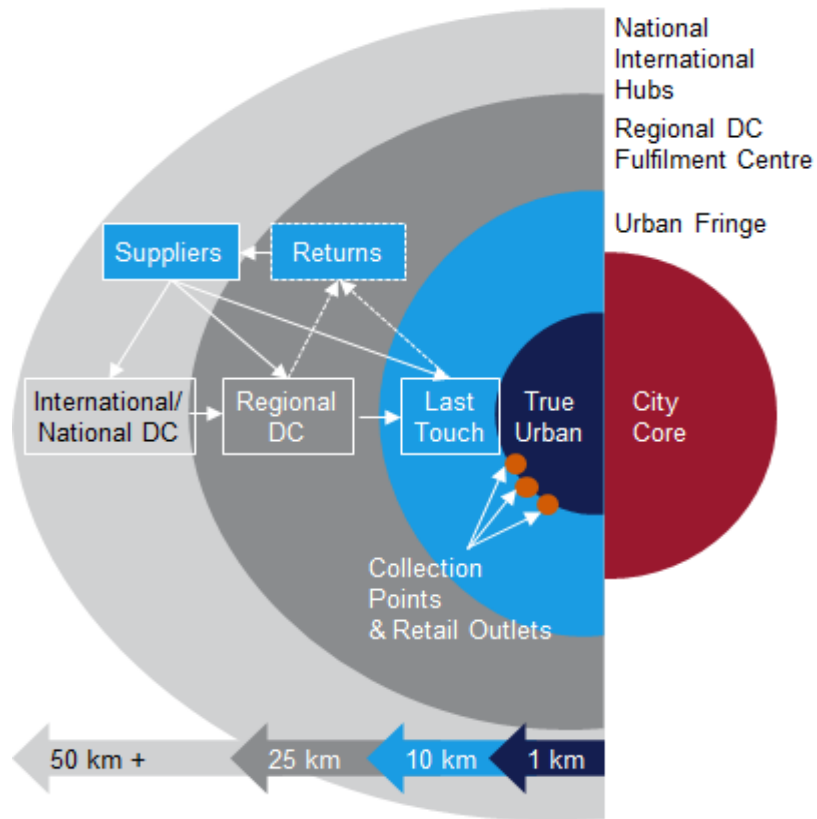 National
International
Hubs
Regional DC
Fulfilment Centre
Urban Fringe
Suppliers
Returns
International/
National DC
Regional
DC
Last
Touch
True
Urban
City
Core
Collection
Points
& Retail Outlets
50 km +
25 km
10 km
1 km